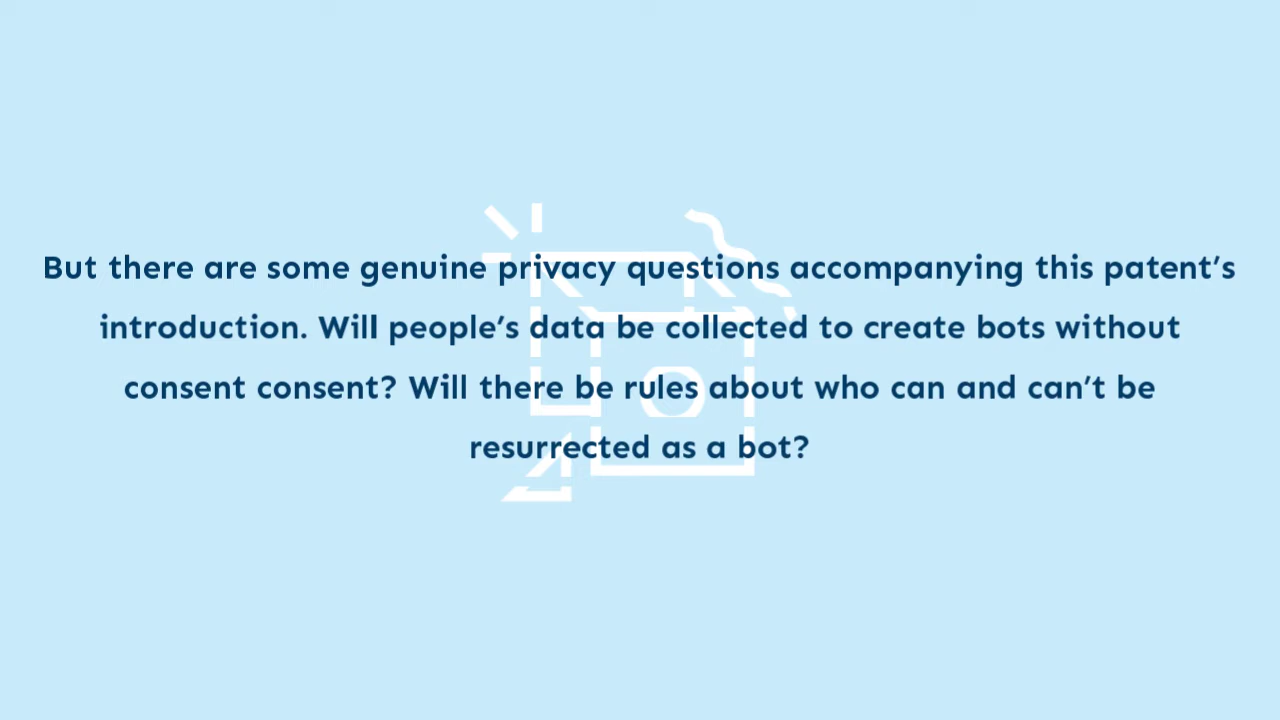 But there are some genuine privacy questions accompanying this patent’s
introduction. Will people’s data be collected to create bots without
consent consent? Will there be rules about who can and can’t be
resurrected as a bot?